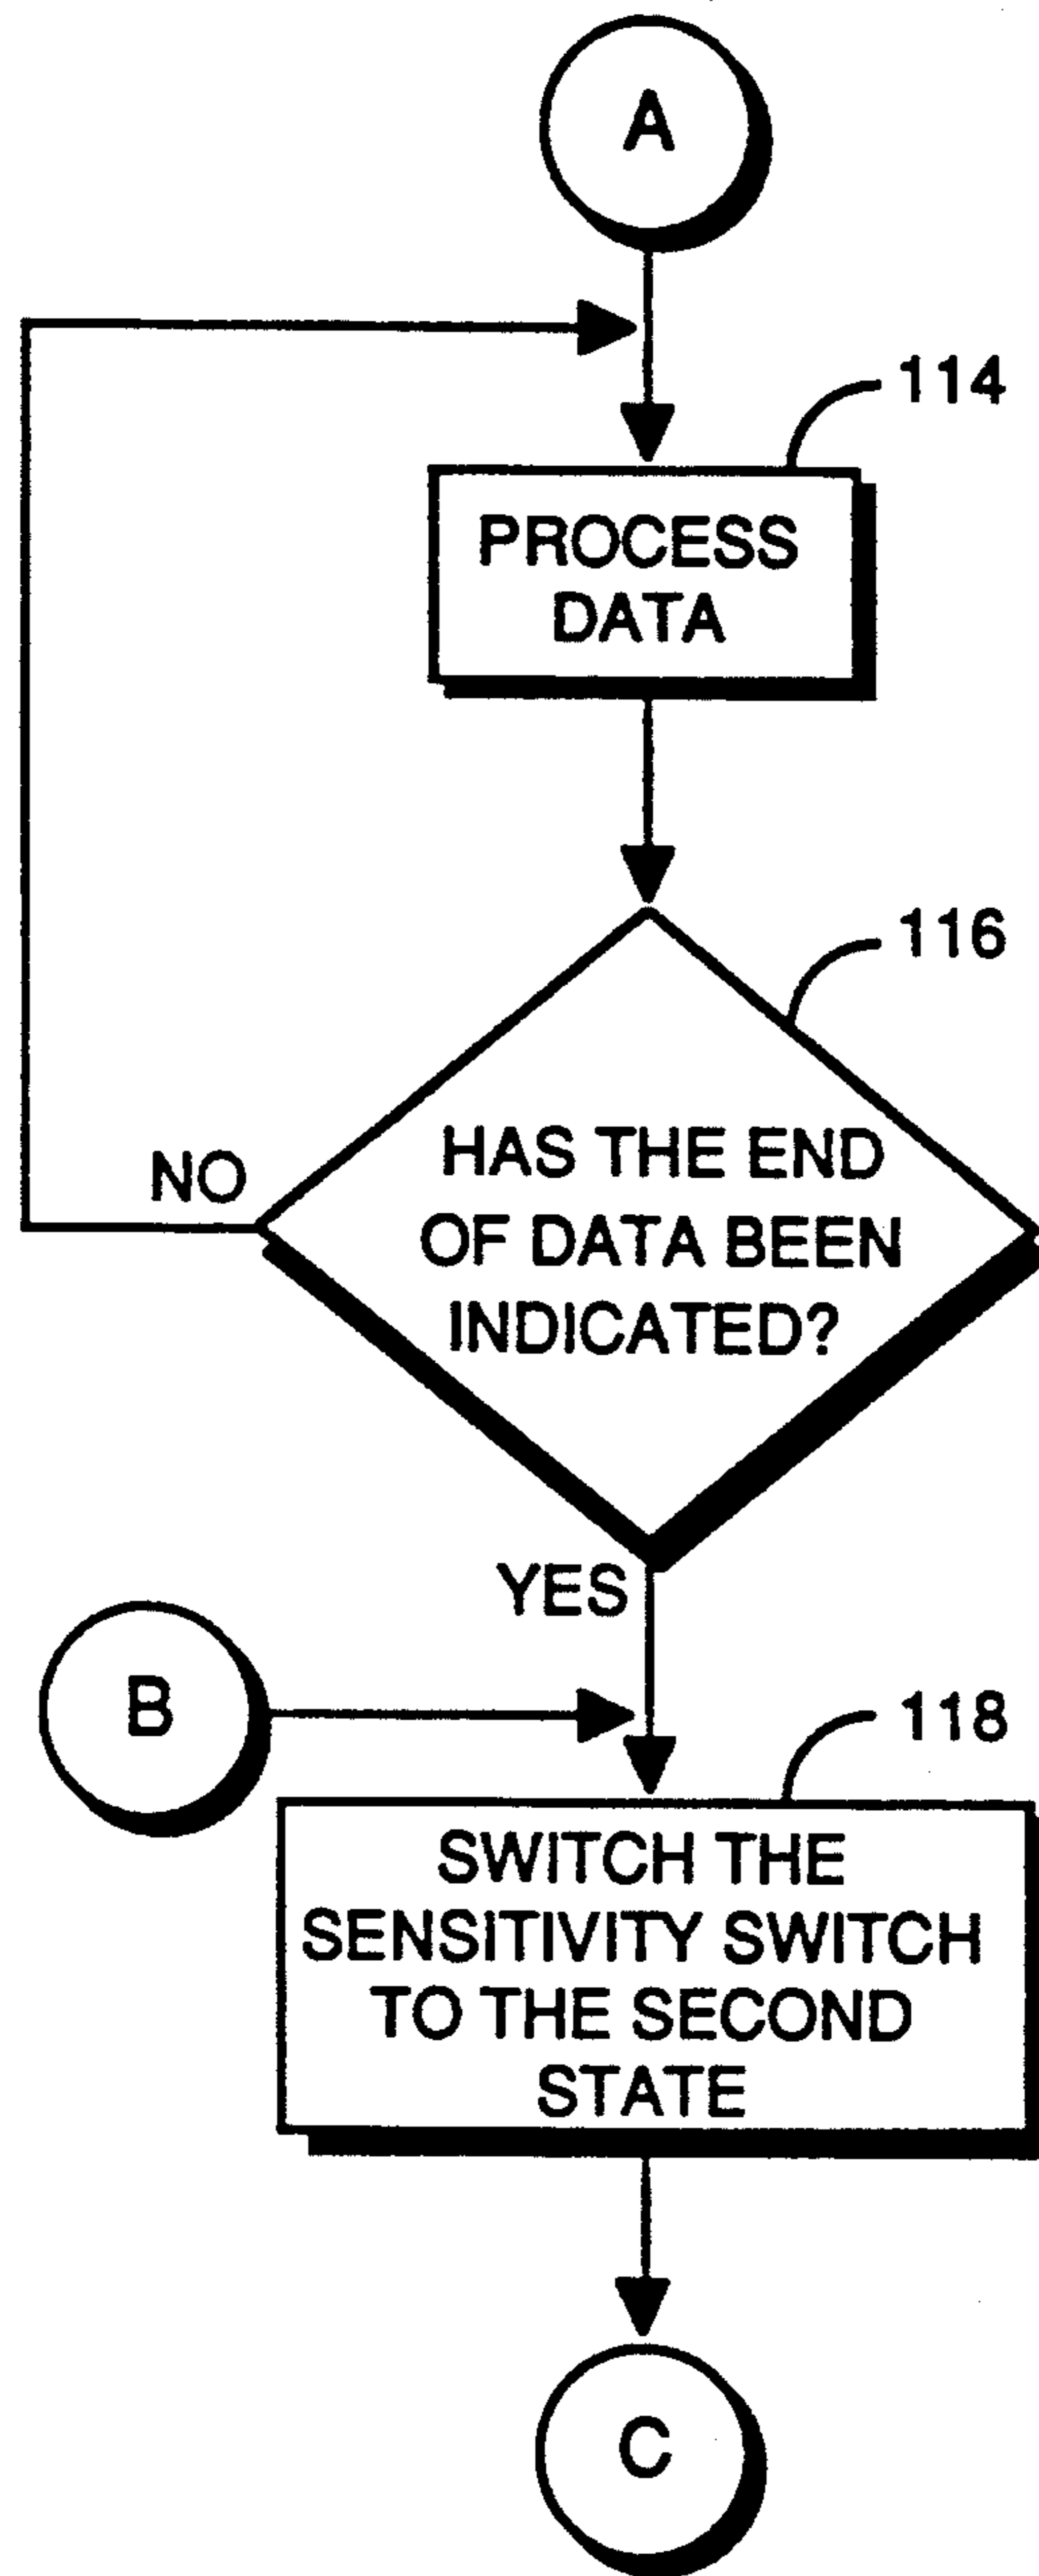 A
114
PROCESS
DATA
116
HAS THE END
OF DATA BEEN
INDICATED?
NO
YES
B
118
SWITCH THE
SENSITIVITY SWITCH
TO THE SECOND
STATE
C